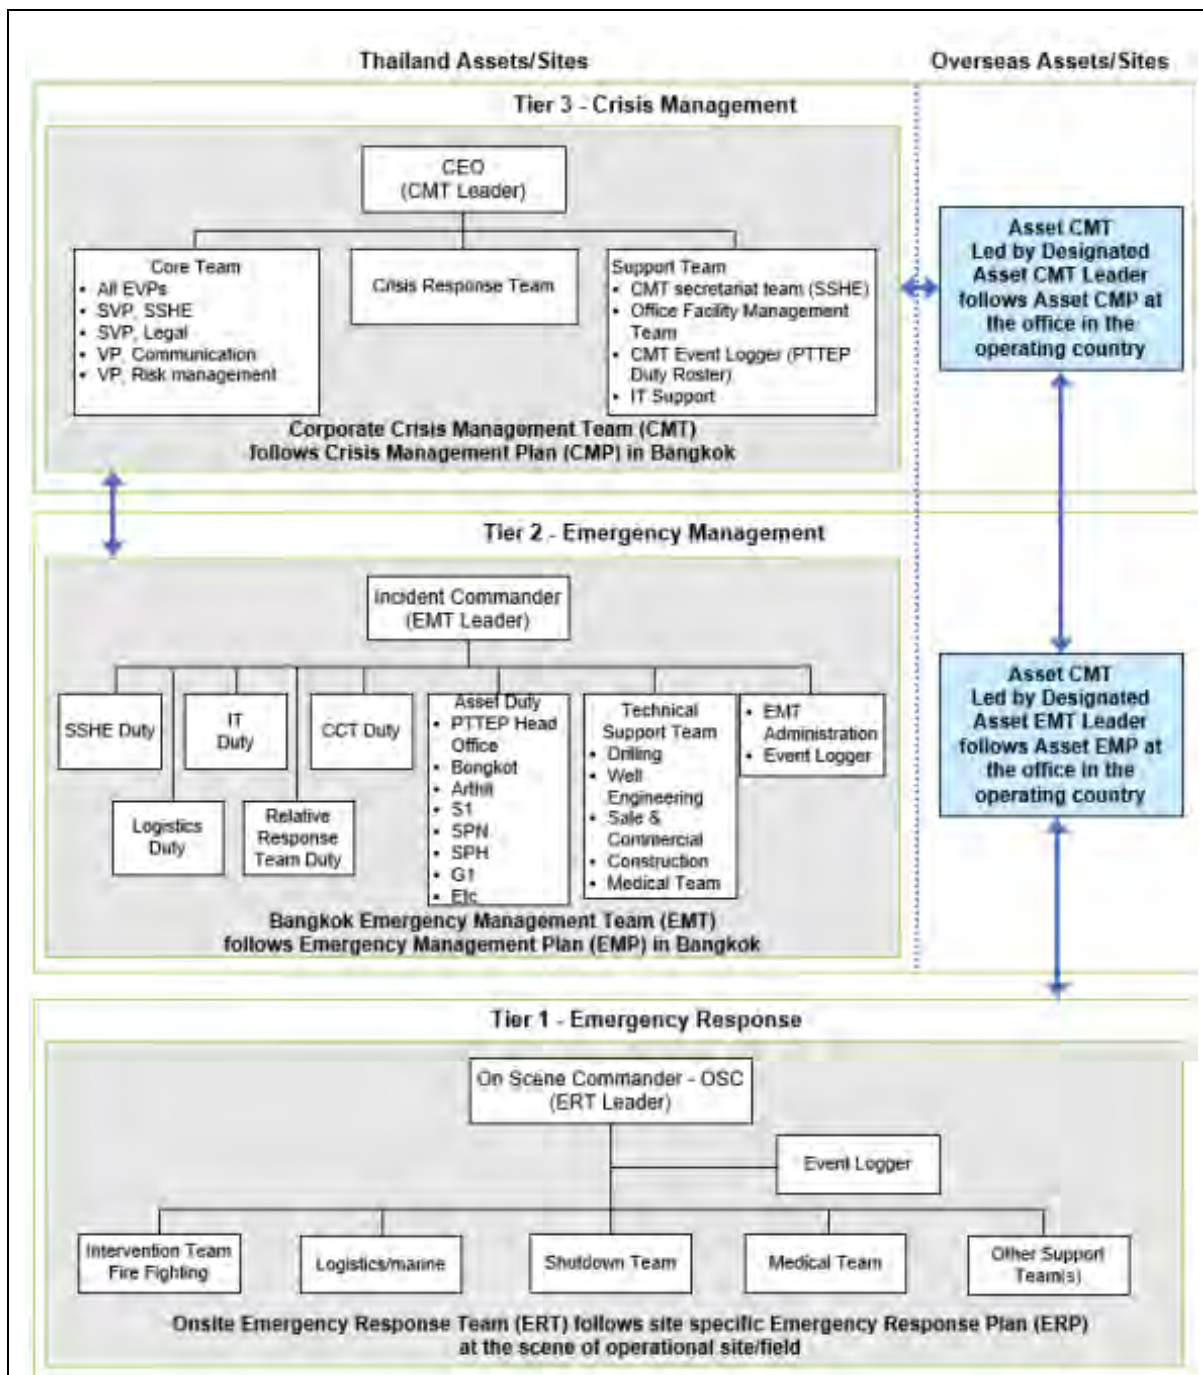 Thailand Assets/Sites
Overseas Assets/Sites
Tier 3 - Crisis Management
CEO
(CMT Leader)
Core Team
• All EVPs
• SVP, SSHE
• SVP, Legal
• VP, Communication
• VP, Risk management
Crisis Response Team
Support Team
• CMT secretariat team (SSHE)
• Office Facility Management
Team
• CMT Event Logger (PTTEP
Duty Roster)
• IT Support
Corporate Crisis Management Team (CMT)
follows Crisis Management Plan (CMP) in Bangkok
Asset CMT
Led by Designated
Asset CMT Leader
follows Asset CMP at
the office in the
operating country
Tier 2 - Emergency Management
Incident Commander
(EMT Leader)
SSHE Duty
Logistics
Duty
IT
Duty
Relative
Response
Team Duty
CCT Duty
Asset Duty
• PTTEP Head
Office
• Bongkot
• Arthit
• S1
• SPN
• SPH
• G1
• Etc
Technical
Support Team
• Drilling
• Well
Engineering
• Sale &
Commercial
• Construction
• Medical Team
• EMT
Administration
• Event Logger
Bangkok Emergency Management Team (EMT)
follows Emergency Management Plan (EMP) in Bangkok
Asset CMT
Led by Designated
Asset EMT Leader
follows Asset EMP at
the office in the
operating country
Tier 1 - Emergency Response
On Scene Commander - OSC
(ERT Leader)
Event Logger
Intervention Team
Fire Fighting
Logistics/marine
Shutdown Team
Medical Team
Other Support
Team(s)
Onsite Emergency Response Team (ERT) follows site specific Emergency Response Plan (ERP)
at the scene of operational site/field